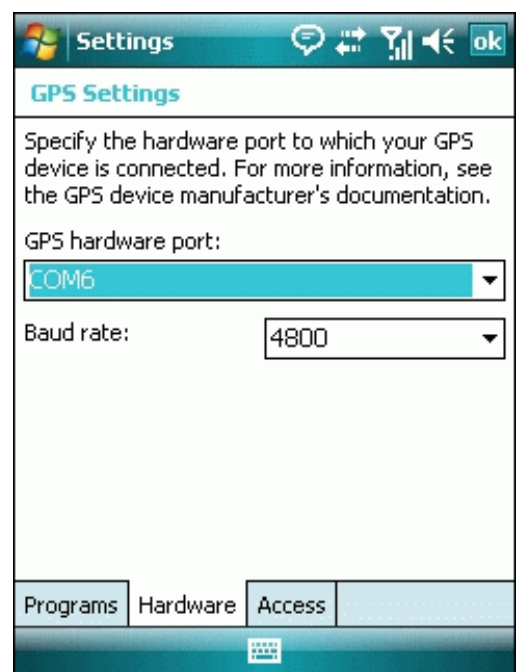 Settings
ok
GPS Settings
Specify the hardware port to which your GPS
device is connected. For more information, see
the GPS device manufacturer's documentation.
GPS hardware port:
COM6
Baud rate: 4800
Programs Hardware Access